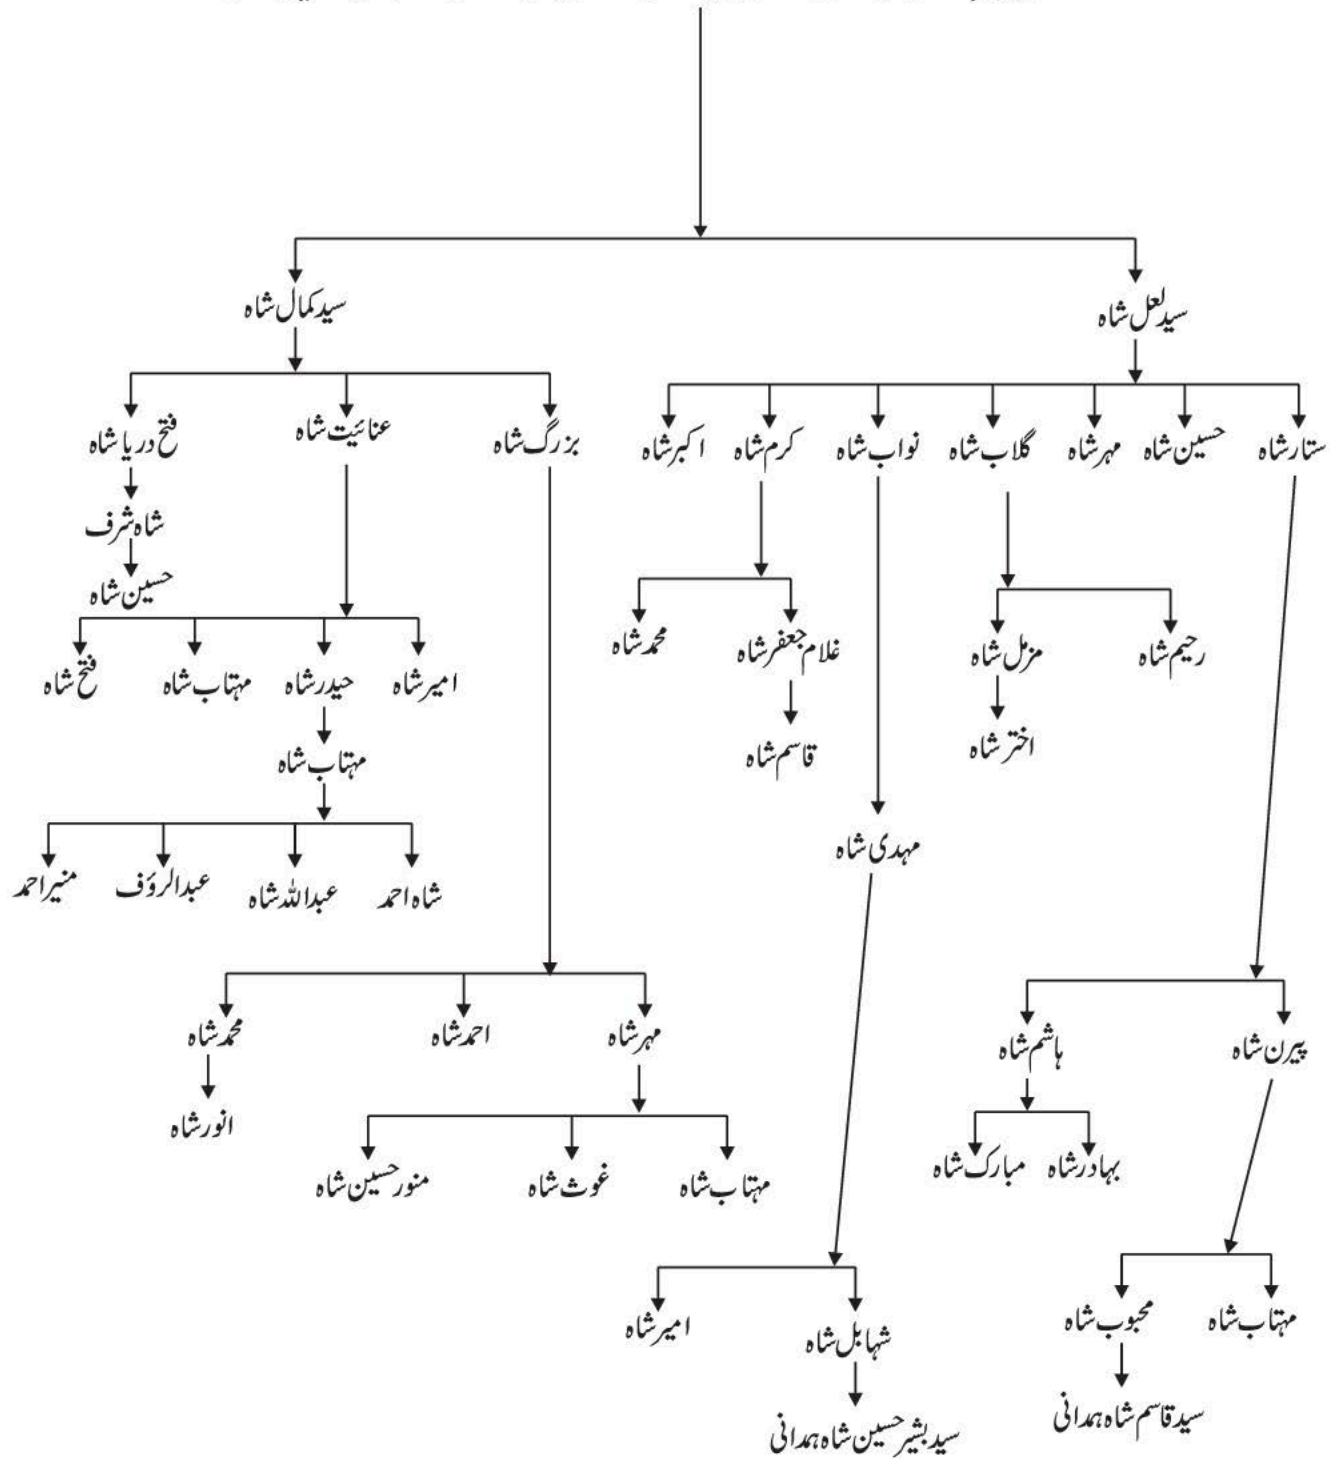 سید لعل شاہ
سید کمال شاہ
ستار شاہ
حسین شاہ
مہر شاہ
گلاب شاہ
نواب شاہ
کرم شاہ
اکبر شاہ
بزرگ شاہ
عنائیت شاہ
فتح دریا شاہ
شاہ شرف
حسین شاہ
رحیم شاہ
مزمل شاہ
غلام جعفر شاہ
محمد شاہ
امیر شاہ
حیدر شاہ
مہتاب شاہ
فتح شاہ
اختر شاہ
قاسم شاہ
مہتاب شاہ
مہدی شاہ
شاہ احمد
عبداللہ شاہ
عبدالرؤف
منیر احمد
پیرن شاہ
ہاشم شاہ
مہر شاہ
احمد شاہ
محمد شاہ
انور شاہ
بہادر شاہ
مبارک شاہ
مہتاب شاہ
غوث شاہ
منور حسین شاہ
مہتاب شاہ
محبوب شاہ
شہابل شاہ
امیر شاہ
سید قاسم شاہ ہمدانی
سید بشیر حسین شاہ ہمدانی